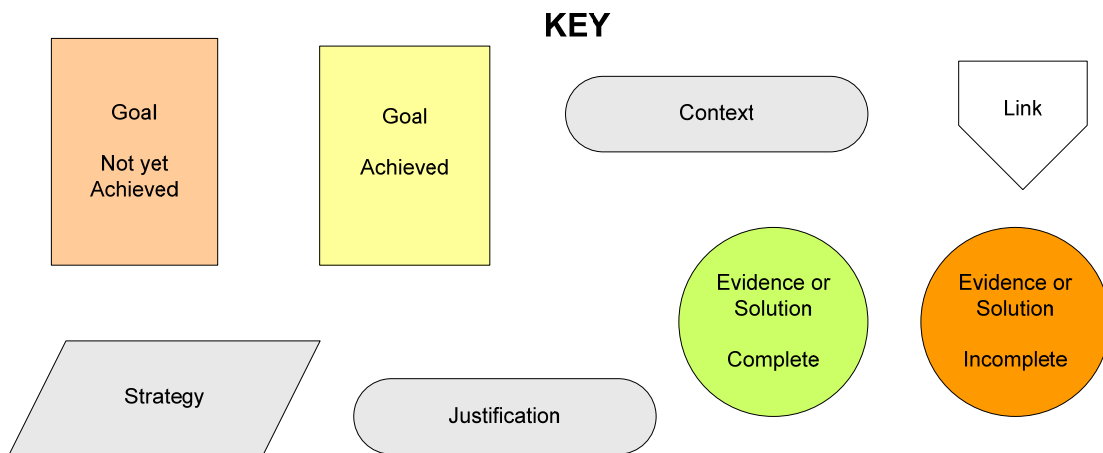 KEY
Goal
Not yet
Achieved
Goal
Achieved
Context
Link
Evidence or
Solution
Complete
Evidence or
Solution
Incomplete
Strategy
Justification